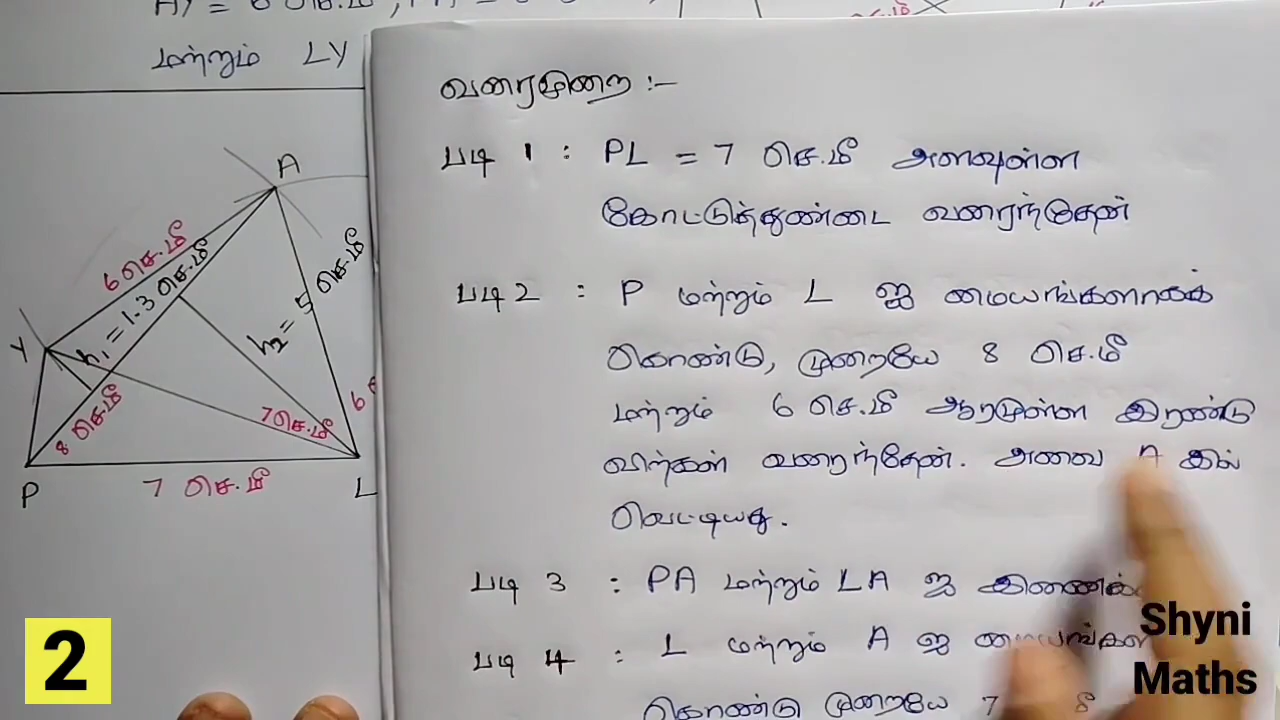 மற்றும் LY
A
6 செ.மீ
h₁ = 1.3 செ.மீ
h₂ = 5 செ.மீ
Y
8 செ.மீ
7 செ.மீ
6
P
7 செ.மீ
L
வரைமுறை :-
படி 1 : PL = 7 செ.மீ அளவுள்ள
கோட்டுத்துண்டை வரைந்தேன்
படி 2 : P மற்றும் L ஐ மையங்களாகக்
கொண்டு, முறையே 8 செ.மீ
மற்றும் 6 செ.மீ ஆரமுள்ள இரண்டு
விற்கள் வரைந்தேன். அவை A இல்
வெட்டியது.
படி 3 : PA மற்றும் LA ஐ
படி 4 : L மற்றும் A ஐ
கொண்டு முறையே 7
2
Shyni
Maths